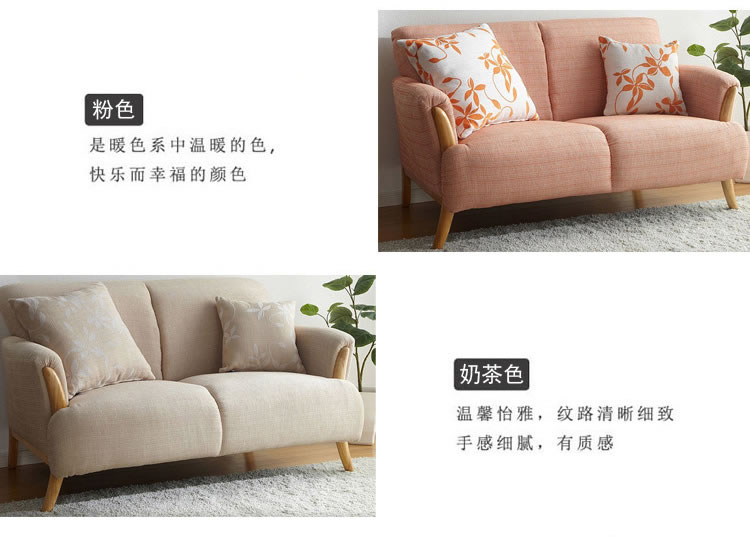 粉色
是暖色系中温暖的色,
快乐而幸福的颜色
奶茶色
温馨怡雅，纹路清晰细致
手感细腻，有质感